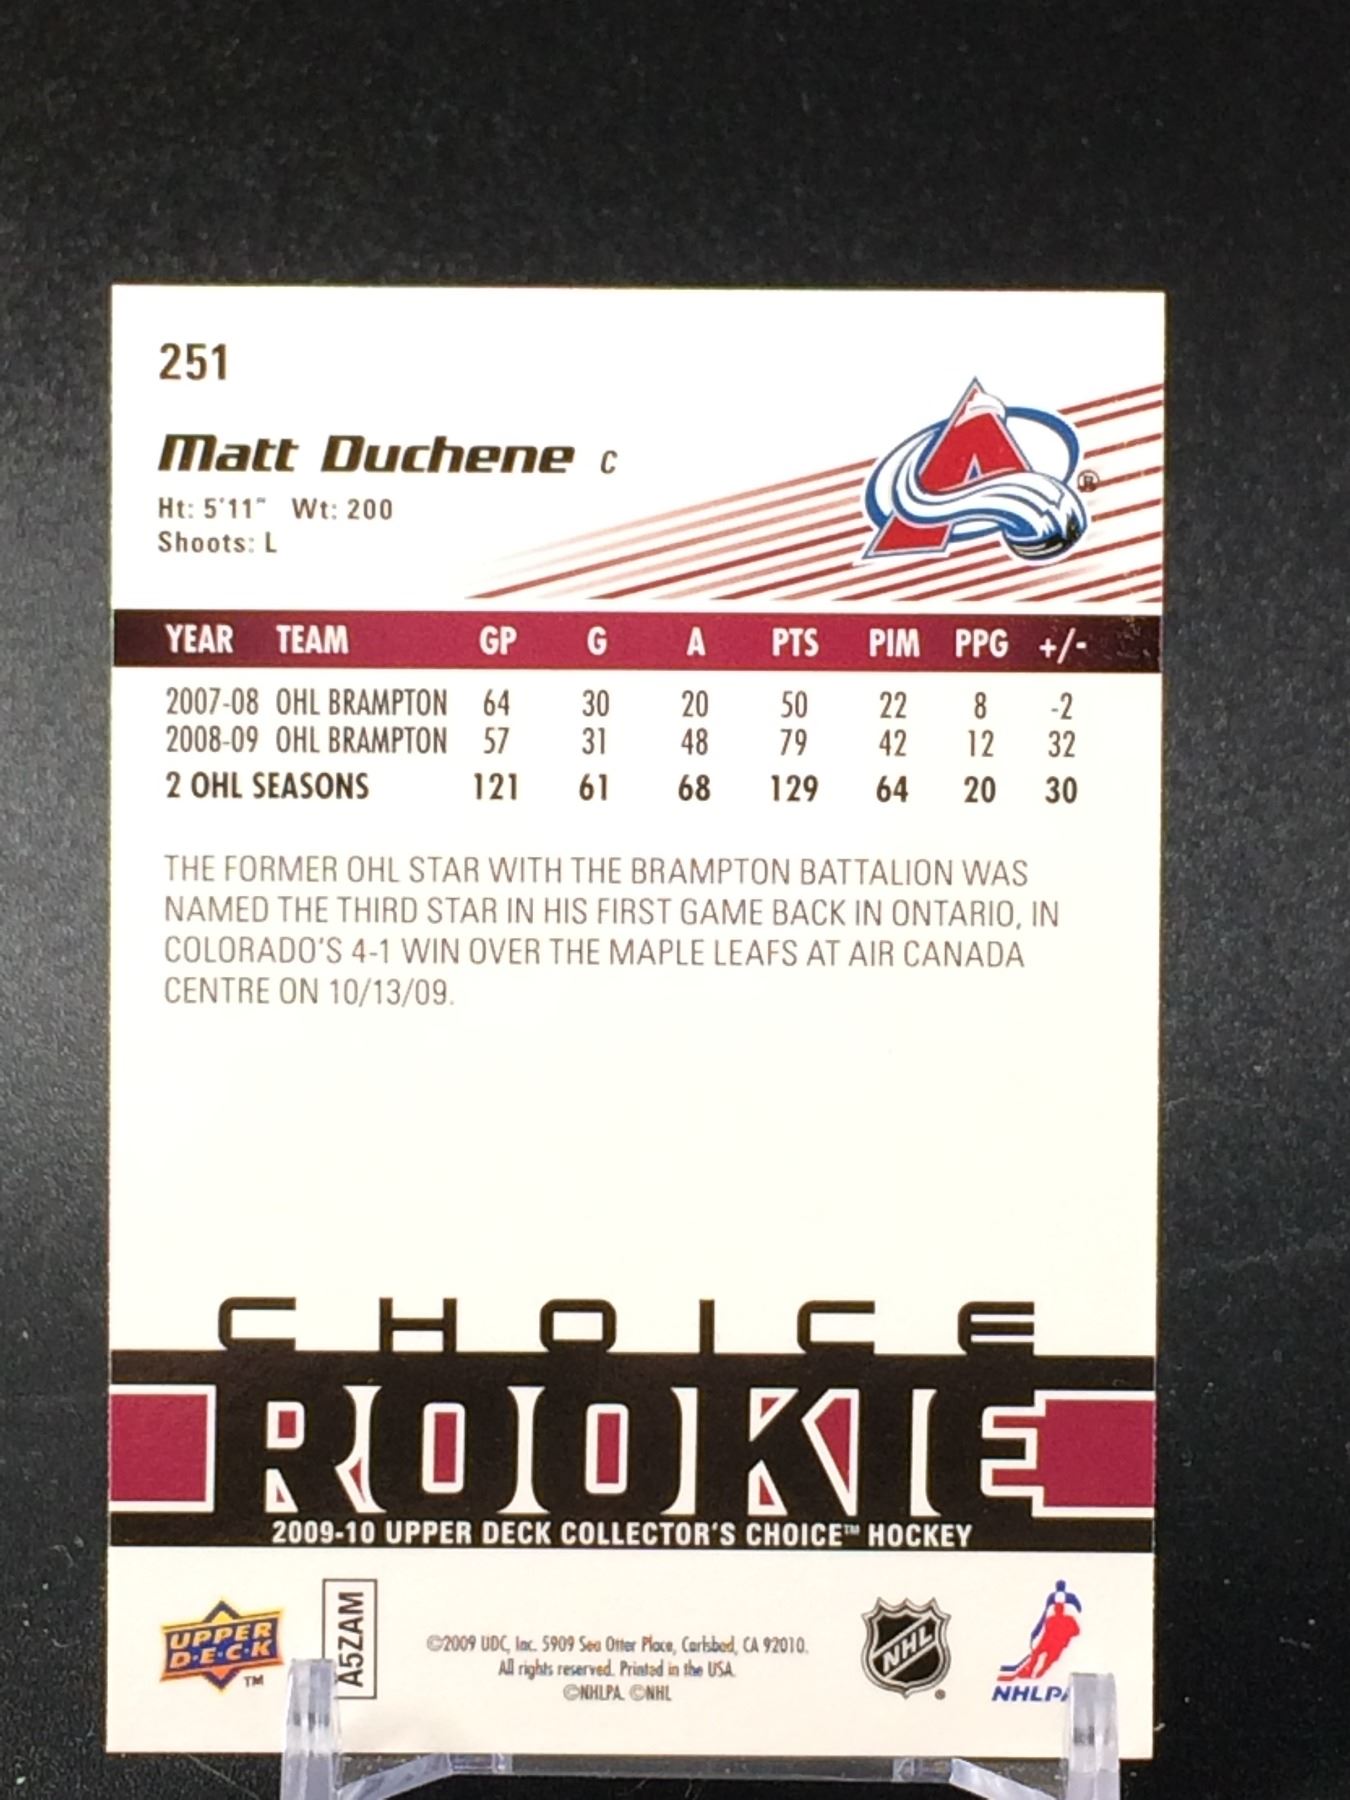 251
Matt Duchene C
Ht: 5'11" Wt: 200
Shoots: L
®
YEAR TEAM GP G A PTS PIM PPG +/-
2007-08 OHL BRAMPTON 64 30 20 50 22 8 -2
2008-09 OHL BRAMPTON 57 31 48 79 42 12 32
2 OHL SEASONS 121 61 68 129 64 20 30
THE FORMER OHL STAR WITH THE BRAMPTON BATTALION WAS
NAMED THE THIRD STAR IN HIS FIRST GAME BACK IN ONTARIO, IN
COLORADO'S 4-1 WIN OVER THE MAPLE LEAFS AT AIR CANADA
CENTRE ON 10/13/09.
CHOICE
ROOKIE
2009-10 UPPER DECK COLLECTOR'S CHOICE™ HOCKEY
UPPER
D·E·C·K
™
A5ZAM
©2009 UDC, Inc. 5909 Sea Otter Place, Carlsbad, CA 92010.
All rights reserved. Printed in the USA.
©NHLPA. ©NHL
NHL
®
NHLPA